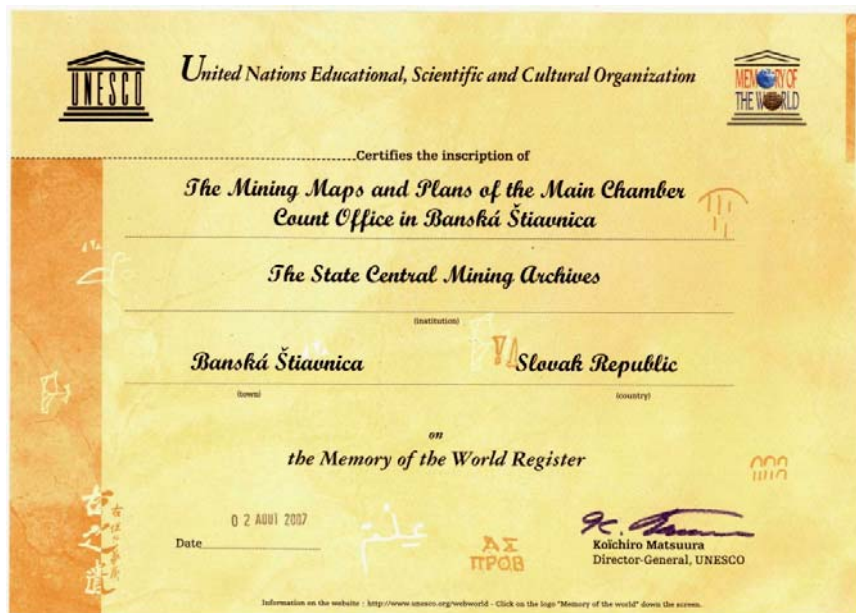 UNESCO
United Nations Educational, Scientific and Cultural Organization
MEMORY OF
THE WORLD
Certifies the inscription of
The Mining Maps and Plans of the Main Chamber
Count Office in Banská Štiavnica
The State Central Mining Archives
(institution)
Banská Štiavnica
Slovak Republic
(town)
(country)
on
the Memory of the World Register
02 AOUT 2007
Date
Koïchiro Matsuura
Director-General, UNESCO
ΑΣ
ΠΡΟΒ
Information on the website : http://www.unesco.org/webworld - Click on the logo "Memory of the world" down the screen.